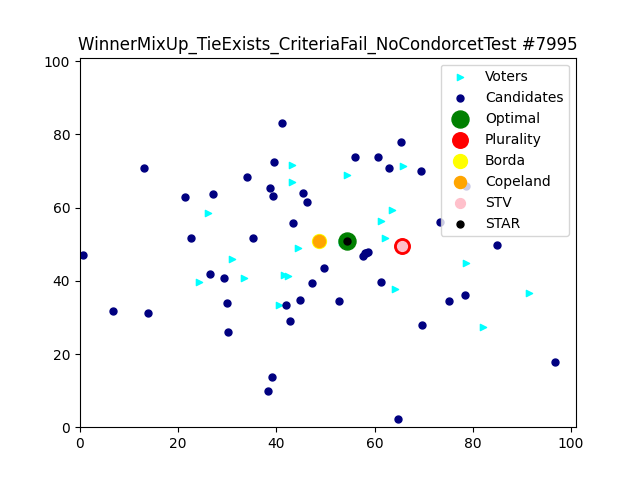 WinnerMixUp_TieExists_CriteriaFail_NoCondorcetTest #7995
100
80
60
40
20
0
0
20
40
60
80
100
Voters
Candidates
Optimal
Plurality
Borda
Copeland
STV
STAR